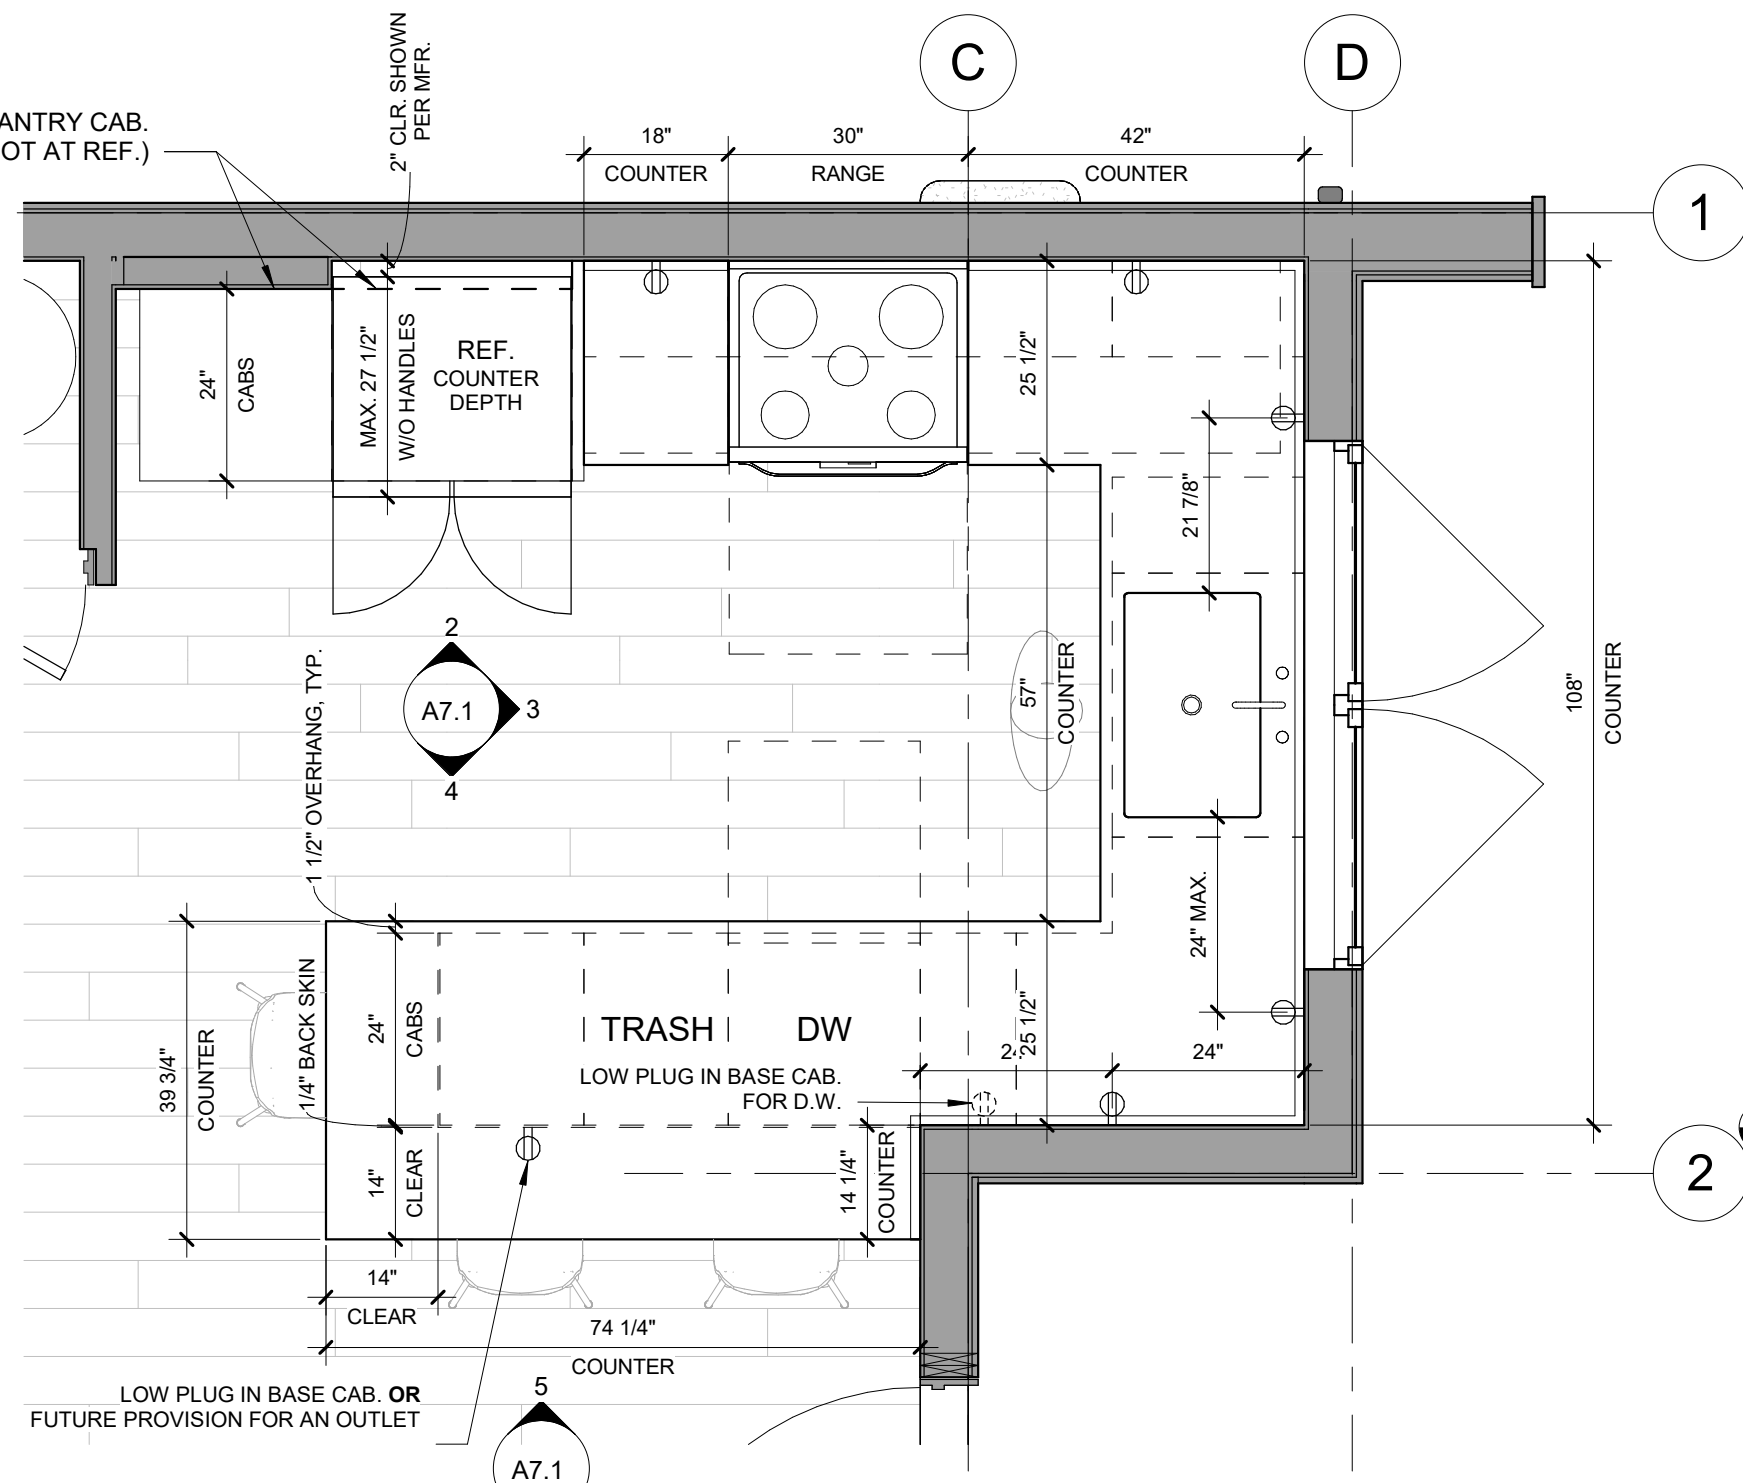 C
D
1
2
ANTRY CAB.
OT AT REF.)
2" CLR. SHOWN
PER MFR.
18"
COUNTER
30"
RANGE
42"
COUNTER
24"
CABS
MAX. 27 1/2"
W/O HANDLES
REF.
COUNTER
DEPTH
25 1/2"
21 7/8"
2
A7.1
3
4
1 1/2" OVERHANG, TYP.
57"
COUNTER
108"
COUNTER
24" MAX.
39 3/4"
COUNTER
1/4" BACK SKIN
24"
CABS
TRASH
DW
LOW PLUG IN BASE CAB.
FOR D.W.
25 1/2"
24"
14"
CLEAR
14 1/4"
COUNTER
14"
CLEAR
74 1/4"
COUNTER
LOW PLUG IN BASE CAB. OR
FUTURE PROVISION FOR AN OUTLET
5
A7.1